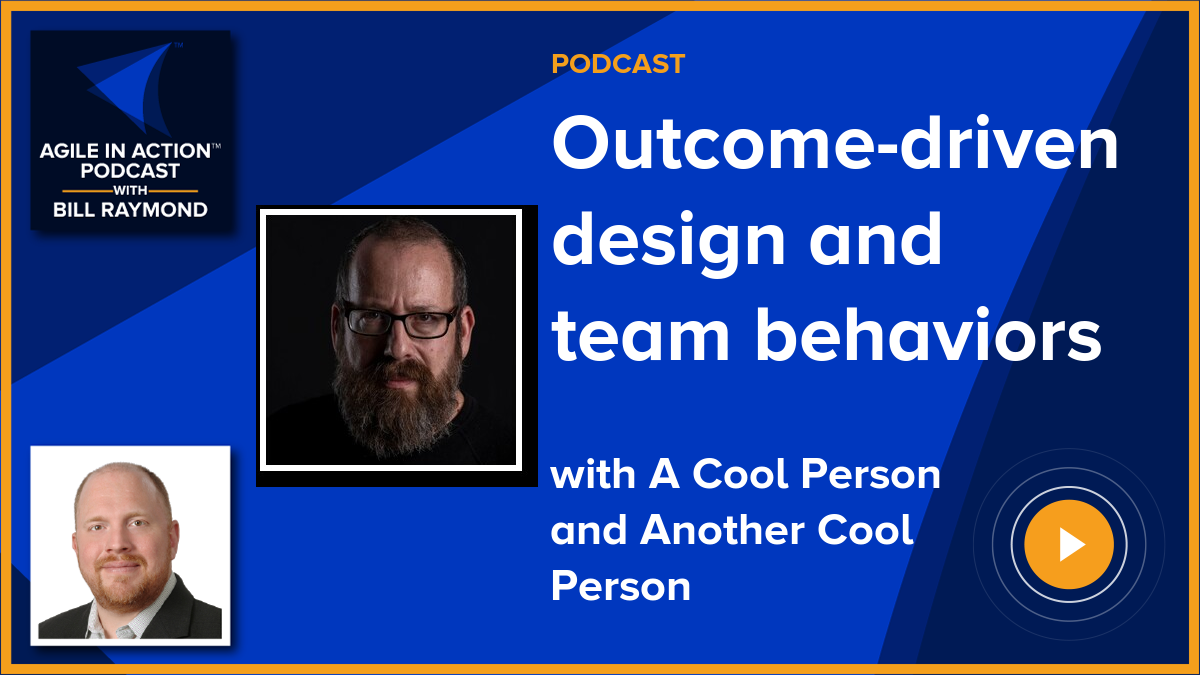 AGILE IN ACTION™
PODCAST
WITH
BILL RAYMOND
PODCAST
Outcome-driven
design and
team behaviors
with A Cool Person
and Another Cool
Person